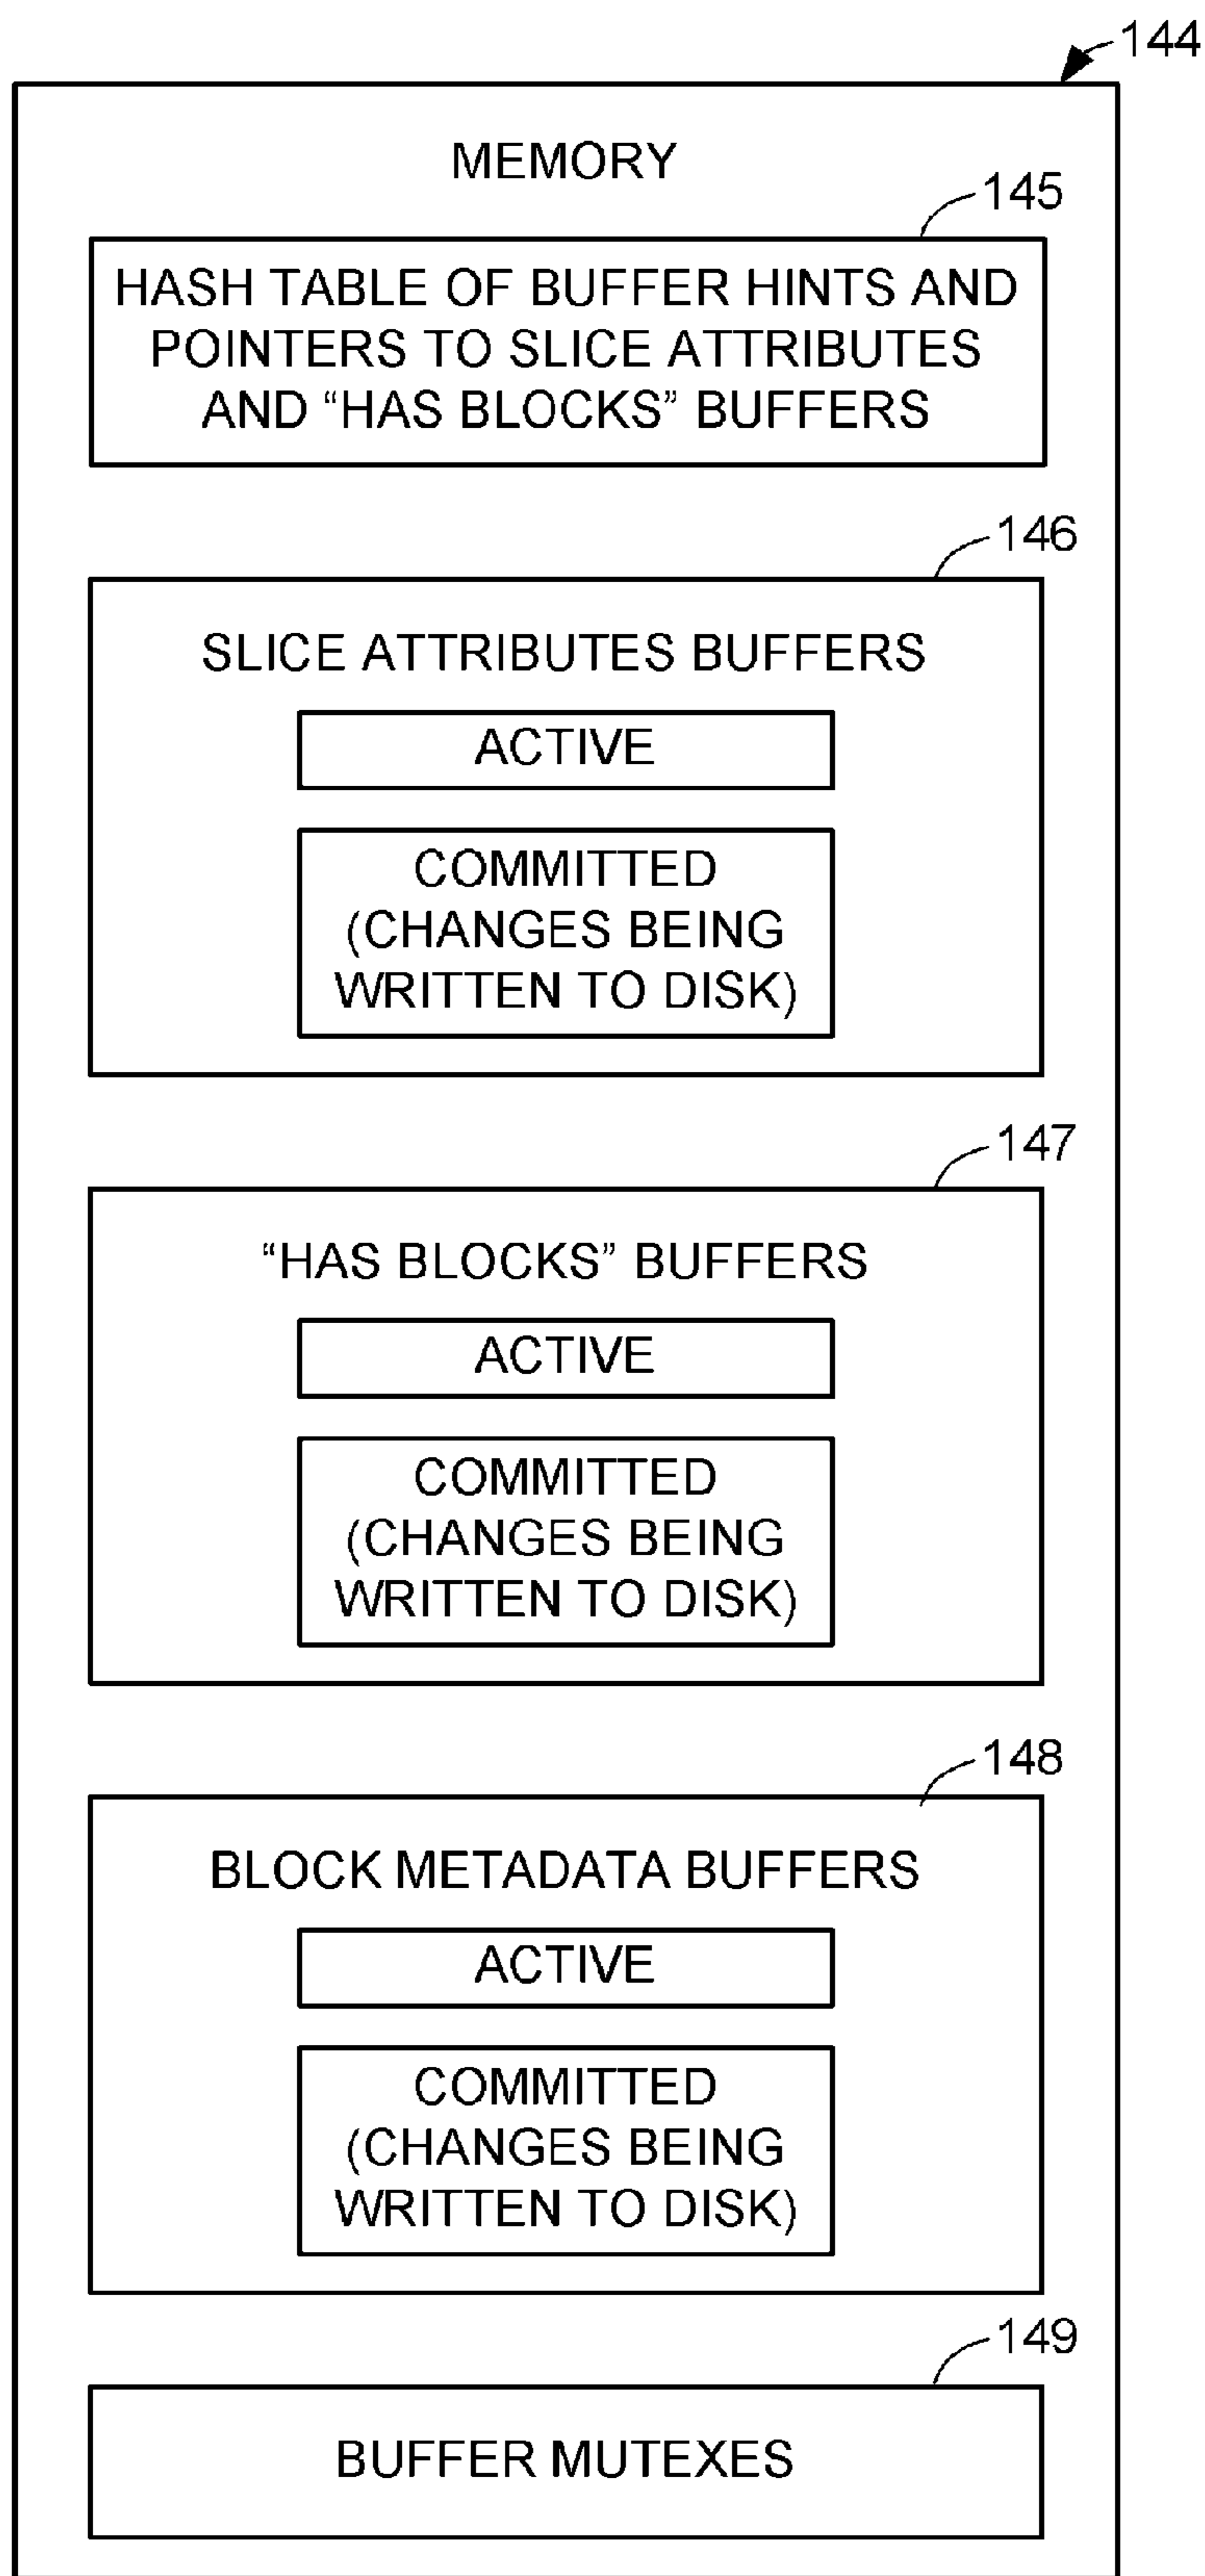 144
MEMORY
145
HASH TABLE OF BUFFER HINTS AND
POINTERS TO SLICE ATTRIBUTES
AND “HAS BLOCKS” BUFFERS
146
SLICE ATTRIBUTES BUFFERS
ACTIVE
COMMITTED
(CHANGES BEING
WRITTEN TO DISK)
147
“HAS BLOCKS” BUFFERS
ACTIVE
COMMITTED
(CHANGES BEING
WRITTEN TO DISK)
148
BLOCK METADATA BUFFERS
ACTIVE
COMMITTED
(CHANGES BEING
WRITTEN TO DISK)
149
BUFFER MUTEXES